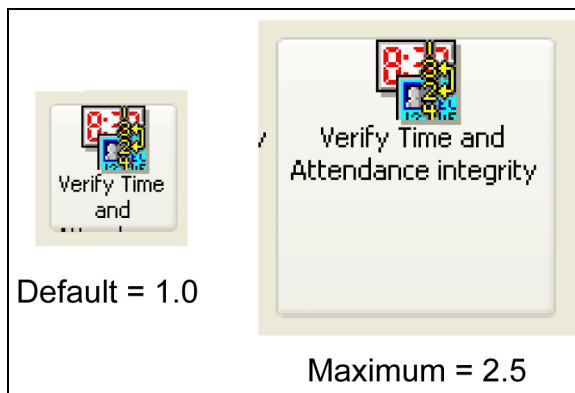 Verify Time
and
Default = 1.0
Verify Time and
Attendance integrity
Maximum = 2.5